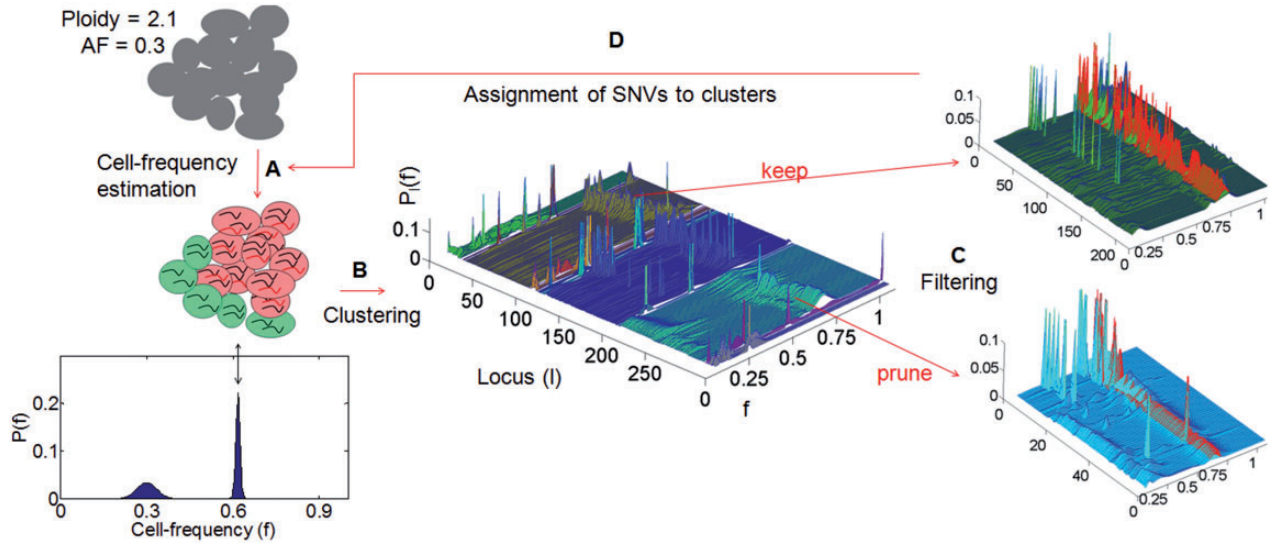 Ploidy = 2.1
AF = 0.3
D
Assignment of SNVs to clusters
Cell-frequency
estimation
A
keep
B
Clustering
C
Filtering
prune
P(f)
0.2
0.1
0
0
0.3
0.6
0.9
Cell-frequency (f)
Pl(f)
0.1
0
0
50
100
150
200
250
Locus (l)
0
0.25
0.5
0.75
1
f
0.1
0.05
0
0
50
100
150
200
0
0.25
0.5
0.75
1
0.1
0.05
0
0
20
40
0
0.25
0.5
0.75
1